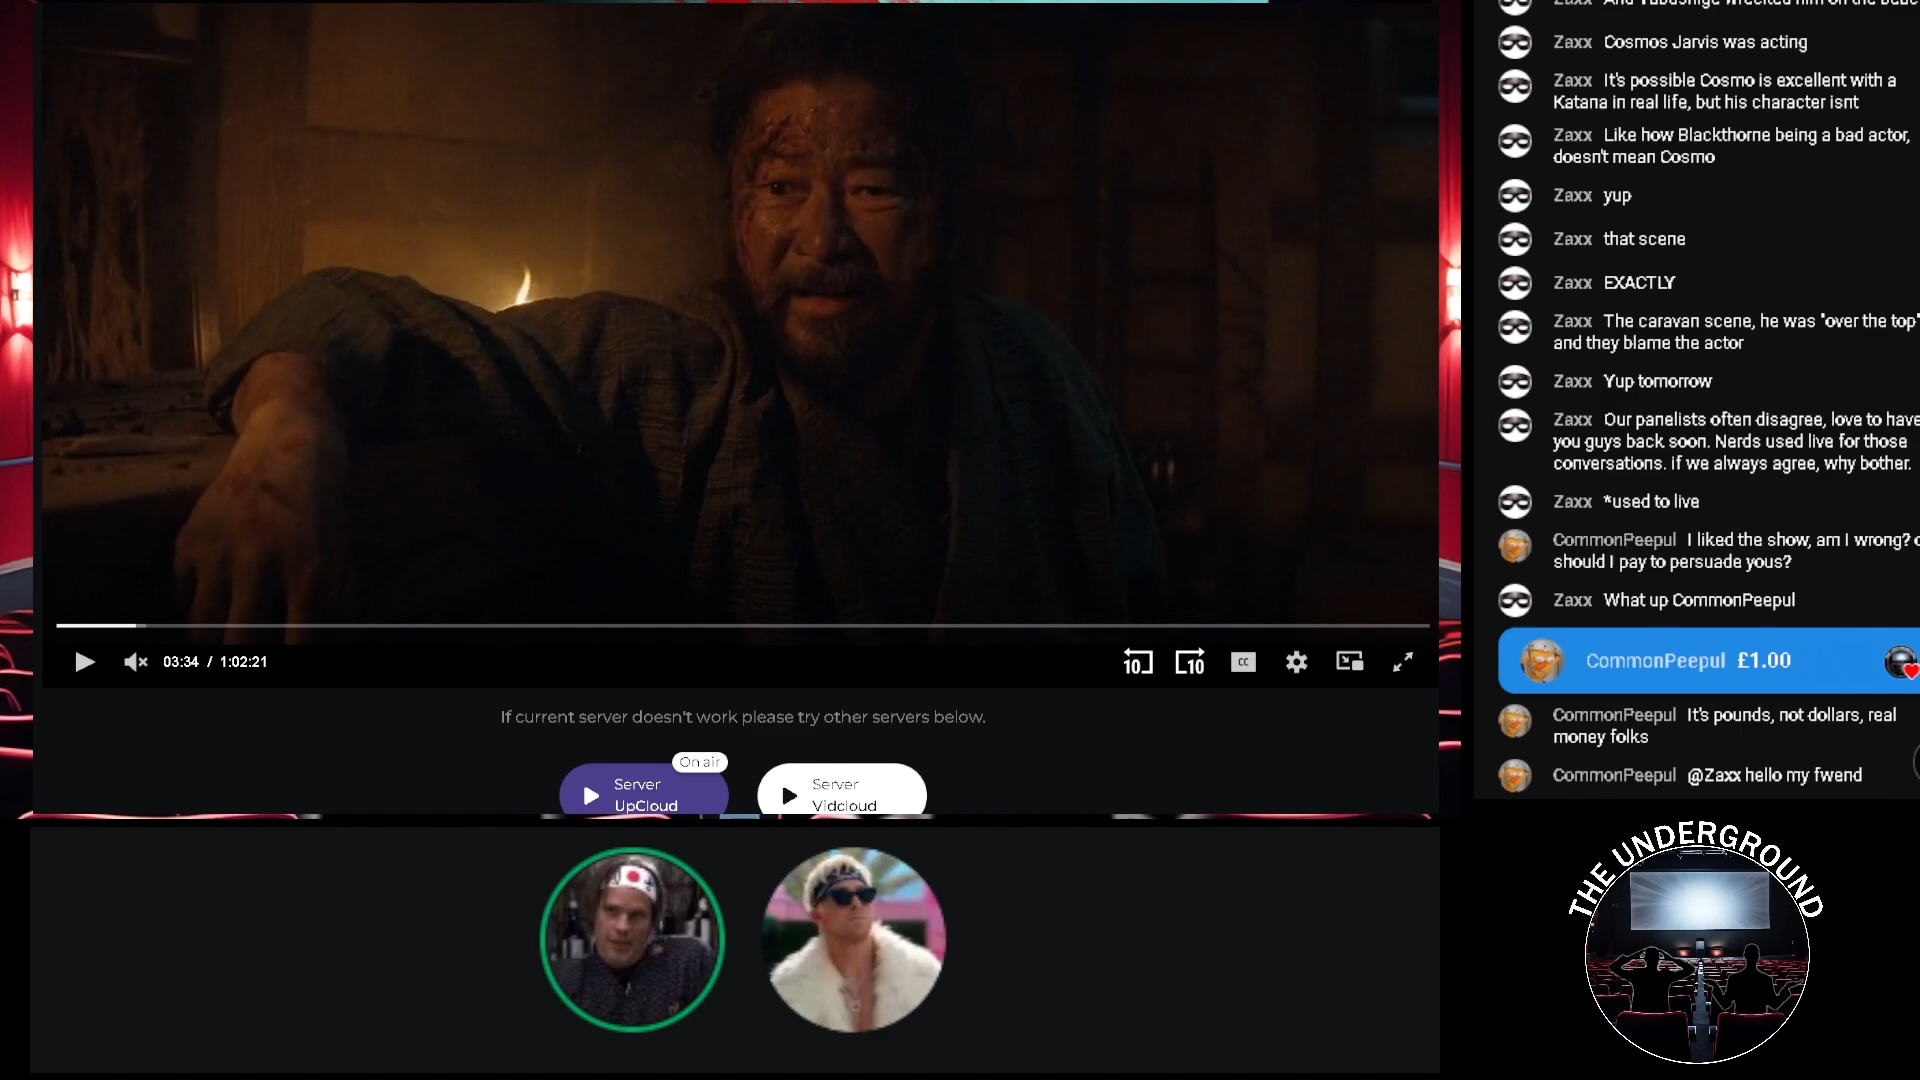 Zaxx Cosmos Jarvis was acting
Zaxx It's possible Cosmo is excellent with a
Katana in real life, but his character isnt
Zaxx Like how Blackthorne being a bad actor,
doesn't mean Cosmo
Zaxx yup
Zaxx that scene
Zaxx EXACTLY
Zaxx The caravan scene, he was "over the top"
and they blame the actor
Zaxx Yup tomorrow
Zaxx Our panelists often disagree, love to have
you guys back soon. Nerds used live for those
conversations. if we always agree, why bother.
Zaxx *used to live
CommonPeepul I liked the show, am I wrong?
should I pay to persuade yous?
Zaxx What up CommonPeepul
CommonPeepul £1.00
CommonPeepul It's pounds, not dollars, real
money folks
CommonPeepul @Zaxx hello my fwend
03:34 / 1:02:21
10
10
CC
If current server doesn't work please try other servers below.
On air
Server
UpCloud
Server
Vidcloud
THE UNDERGROUND